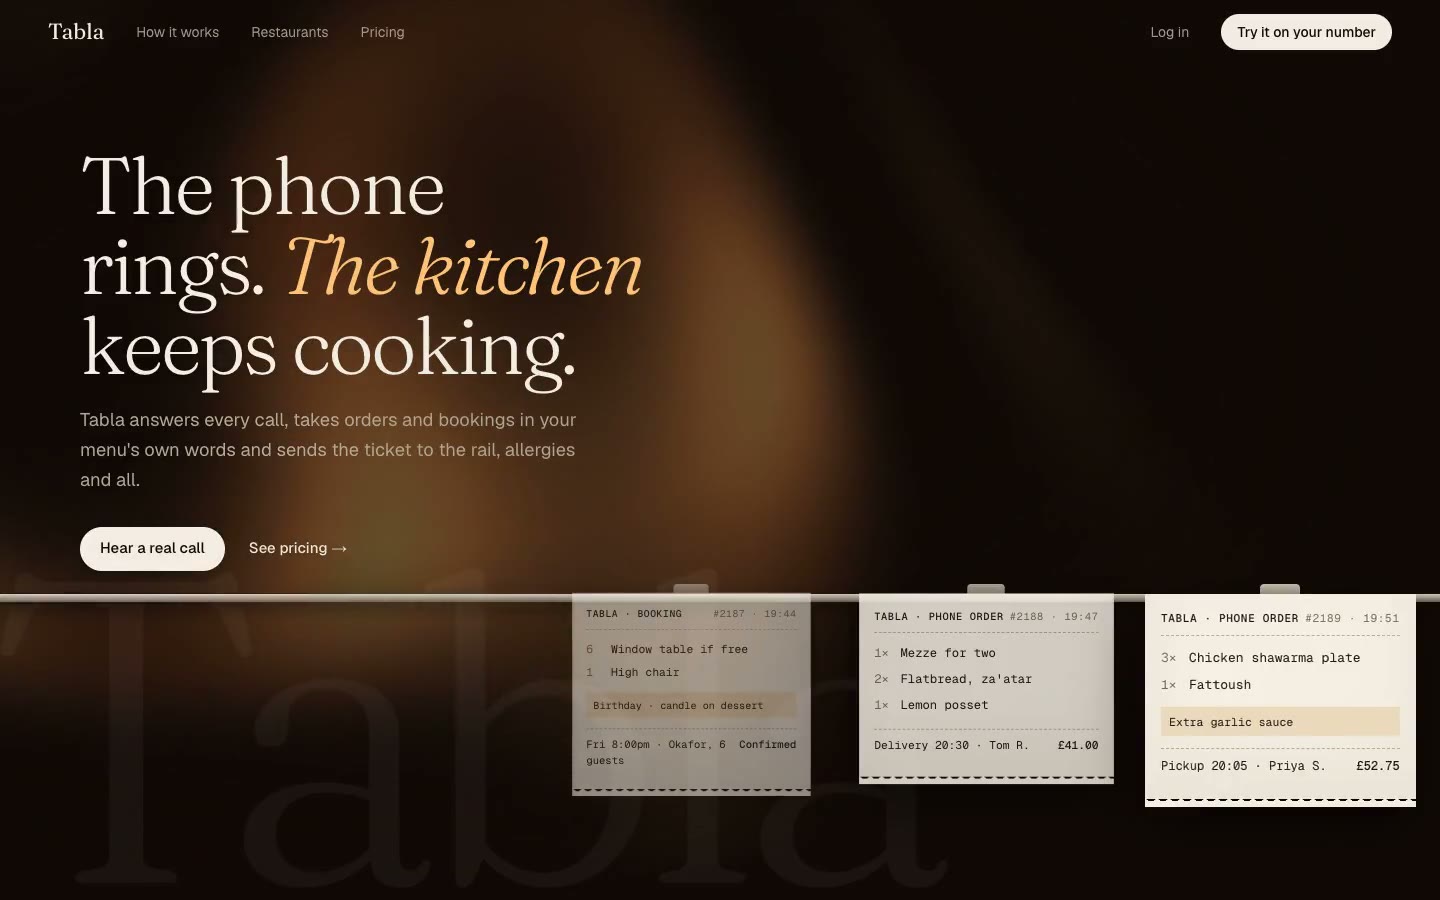 Tabla How it works Restaurants Pricing Log in Try it on your number
The phone
rings. The kitchen
keeps cooking.
Tabla answers every call, takes orders and bookings in your
menu's own words and sends the ticket to the rail, allergies
and all.
Hear a real call See pricing →
Tabla
TABLA · BOOKING #2187 · 19:44
6 Window table if free
1 High chair
Birthday · candle on dessert
Fri 8:00pm · Okafor, 6 Confirmed
guests
TABLA · PHONE ORDER #2188 · 19:47
1× Mezze for two
2× Flatbread, za'atar
1× Lemon posset
Delivery 20:30 · Tom R. £41.00
TABLA · PHONE ORDER #2189 · 19:51
3× Chicken shawarma plate
1× Fattoush
Extra garlic sauce
Pickup 20:05 · Priya S. £52.75